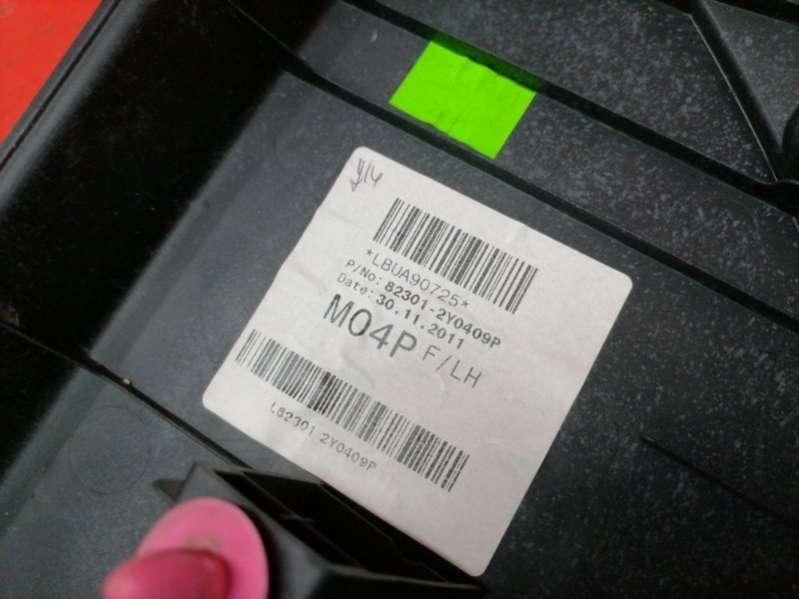 *LBUA90725*
P/No: 82301-2Y0409P
Date: 30.11.2011
M04P F/LH
L82301 2Y0409P